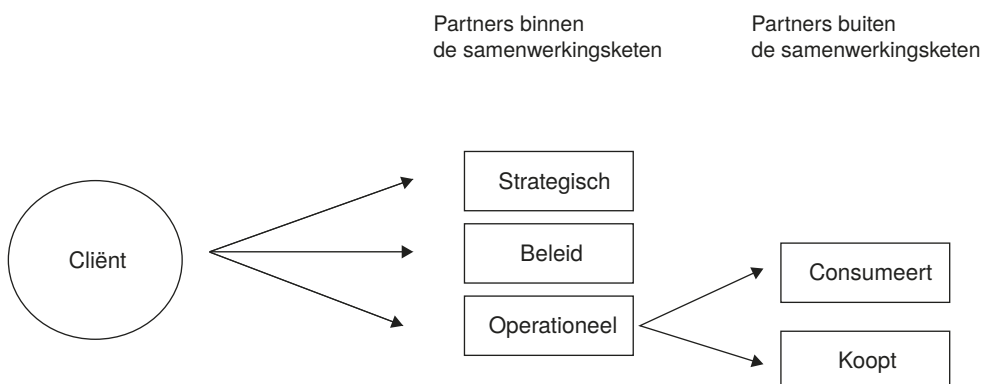 Partners binnen
de samenwerkingsketen
Partners buiten
de samenwerkingsketen
Strategisch
Cliënt
Beleid
Consumeert
Operationeel
Koopt